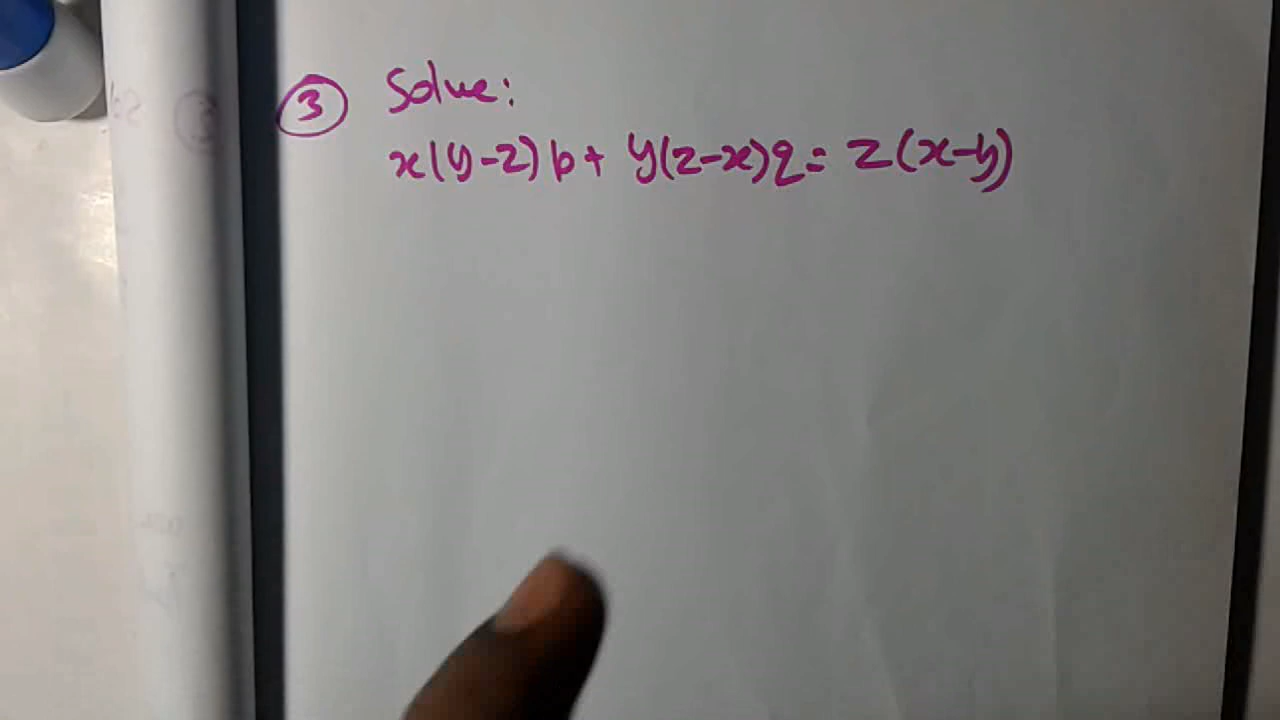 ③ Solve:
x(y-z)p + y(z-x)q = z(x-y)